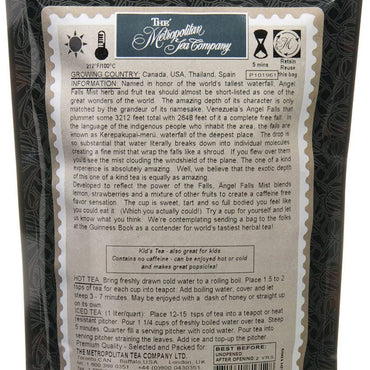 THE
Metropolitan
Tea Company
212°F/100°C
5 mins
Retain
Reuse
this bag
GROWING COUNTRY: Canada, USA, Thailand, Spain
P101961
INFORMATION: Named in honor of the world's tallest waterfall, Angel
Falls Mist herb and fruit tea should almost be short-listed as one of the
great wonders of the world. The amazing depth of its character is only
matched by the grandeur of its namesake. Venezuela's Angel Falls that
plummet some 3212 feet total with 2648 feet of it a complete free fall. In
the language of the indigenous people who inhabit the area, the falls are
known as-Kerepakupai-merú, waterfall of the deepest place. The drop is
so substantial that water literally breaks down into individual molecules
creating a fine mist that wrap the falls like a shroud. If you flew over them
you'd see the mist clouding the windshield of the plane. The one of a kind
experience is amazing. Well, we believe that the exotic
depth of this one of a kind tea is equally as amazing.
Developed to reflect the power of the Falls, Angel Falls Mist blends
lemon, strawberries and a mixture of other fruits to create a caffeine free
flavor sensation. The cup is sweet, tart and so full bodied you feel like
you could eat it (Which you actually could!) Try a cup for yourself and let
us know what you think. We're contemplating sending a bag to the folks
at the Guinness Book as a contender for world's tastiest herbal tea!
Kid's Tea - also great for kids
Contains no caffeine - can be enjoyed hot or cold
and makes great popsicles!
HOT TEA: Bring freshly drawn cold water to a rolling boil. Place 1.5 to 2
tsps of tea for each cup into teapot. Add boiling water, cover and let
steep 3 - 7 minutes. May be enjoyed with a dash of honey or straight up
on its own.
ICED TEA (1 liter/quart): Place 12-15 tsps of tea into a teapot or heat
resistant pitcher. Pour 1 1/4 cups of freshly boiled water over tea. Steep
5 minutes. Quarter fill a serving pitcher with cold water. Pour tea into
serving pitcher straining the leaves. Add ice and top-up the pitcher.
Premium Quality - Selected and Packed for:
THE METROPOLITAN TEA COMPANY LTD.
Toronto CAN Buffalo, USA London, UK
BEST BEFORE:
UNOPENED
AFTER OPENING: 2 YRS